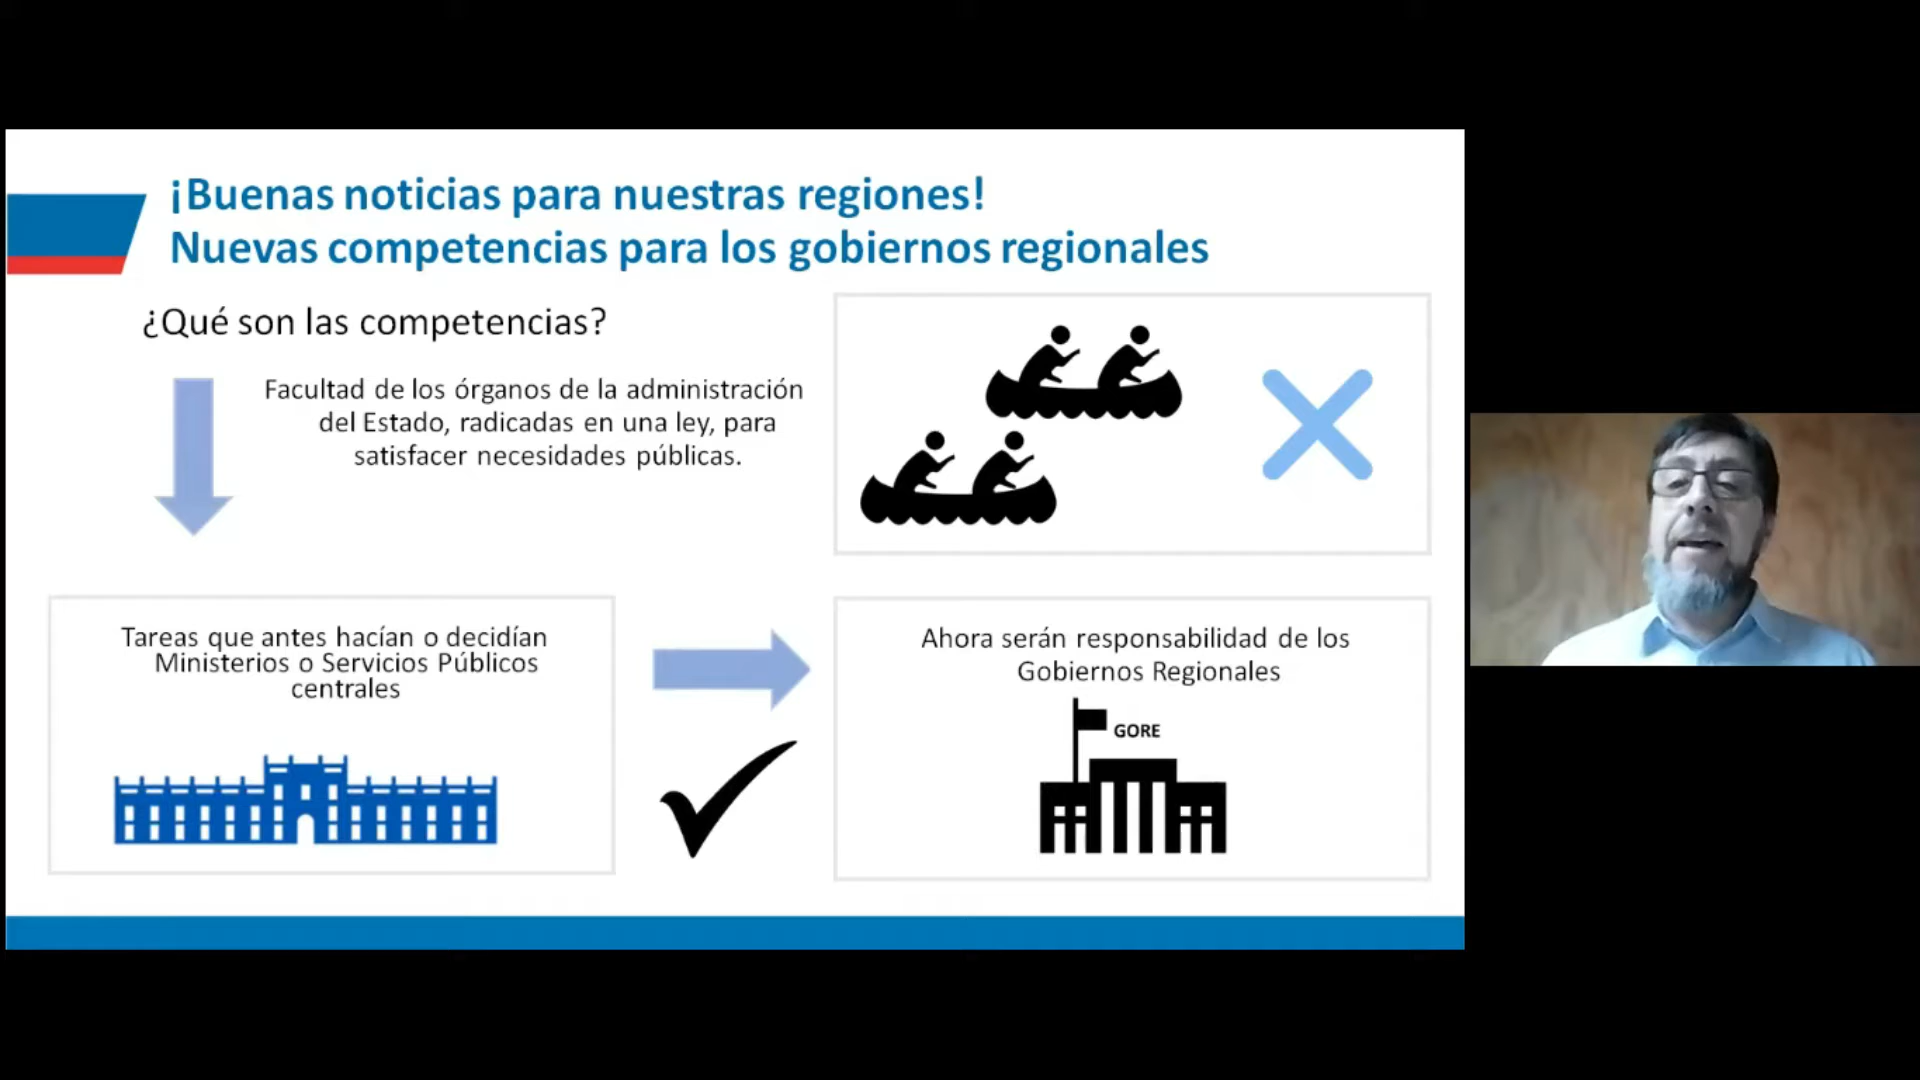 ¡Buenas noticias para nuestras regiones!
Nuevas competencias para los gobiernos regionales
¿Qué son las competencias?
Facultad de los órganos de la administración
del Estado, radicadas en una ley, para
satisfacer necesidades públicas.
Tareas que antes hacían o decidían
Ministerios o Servicios Públicos
centrales
Ahora serán responsabilidad de los
Gobiernos Regionales
GORE